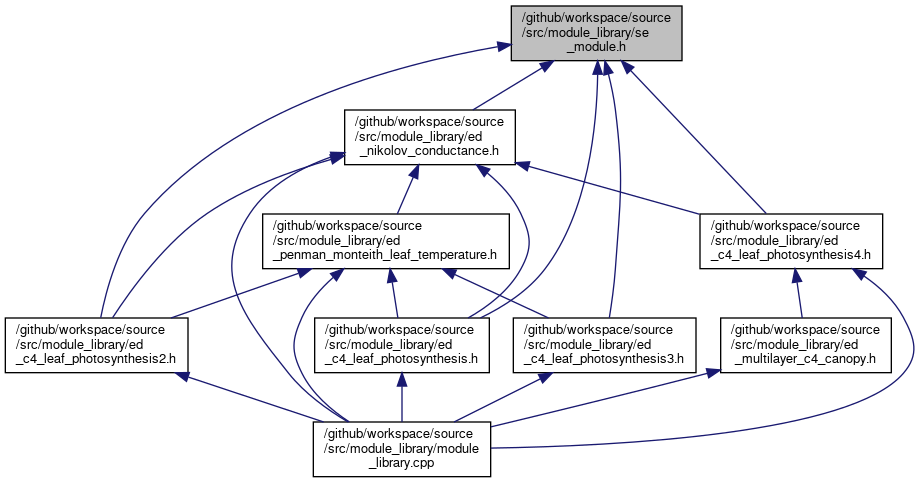 /github/workspace/source
/src/module_library/se
_module.h
/github/workspace/source
/src/module_library/ed
_nikolov_conductance.h
/github/workspace/source
/src/module_library/ed
_penman_monteith_leaf_temperature.h
/github/workspace/source
/src/module_library/ed
_c4_leaf_photosynthesis4.h
/github/workspace/source
/src/module_library/ed
_c4_leaf_photosynthesis2.h
/github/workspace/source
/src/module_library/ed
_c4_leaf_photosynthesis.h
/github/workspace/source
/src/module_library/ed
_c4_leaf_photosynthesis3.h
/github/workspace/source
/src/module_library/ed
_multilayer_c4_canopy.h
/github/workspace/source
/src/module_library/module
_library.cpp